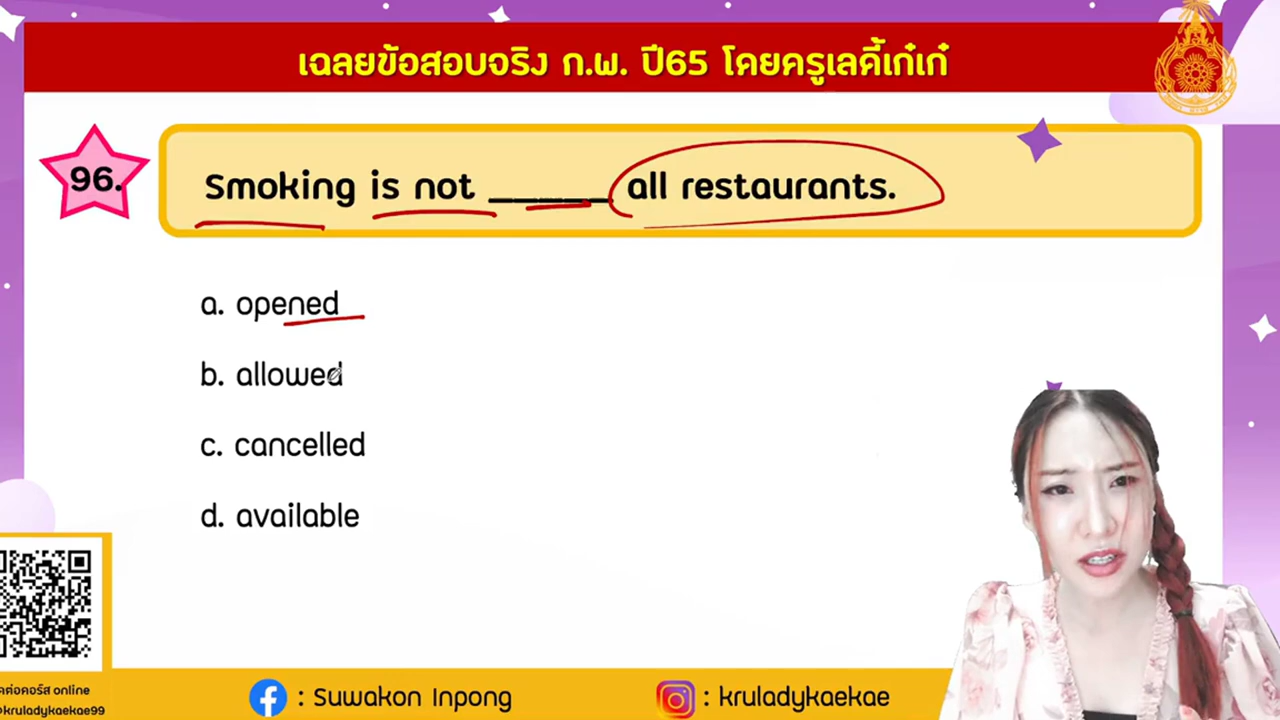 เฉลยข้อสอบจริง ก.พ. ปี65 โดยครูเลดี้เก๋เก๋
96.
Smoking is not ______ all restaurants.
a. opened
b. allowed
c. cancelled
d. available
ต่อคอร์ส online
kruladykaekae99
: Suwakon Inpong
: kruladykaekae